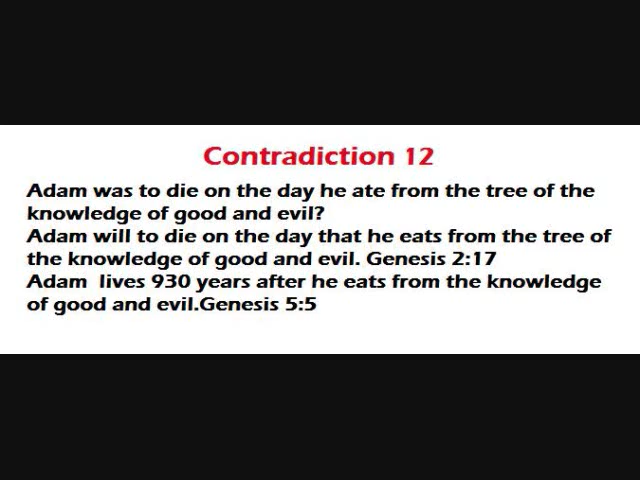 Contradiction 12
Adam was to die on the day he ate from the tree of the
knowledge of good and evil?
Adam will to die on the day that he eats from the tree of
the knowledge of good and evil. Genesis 2:17
Adam  lives 930 years after he eats from the knowledge
of good and evil.Genesis 5:5